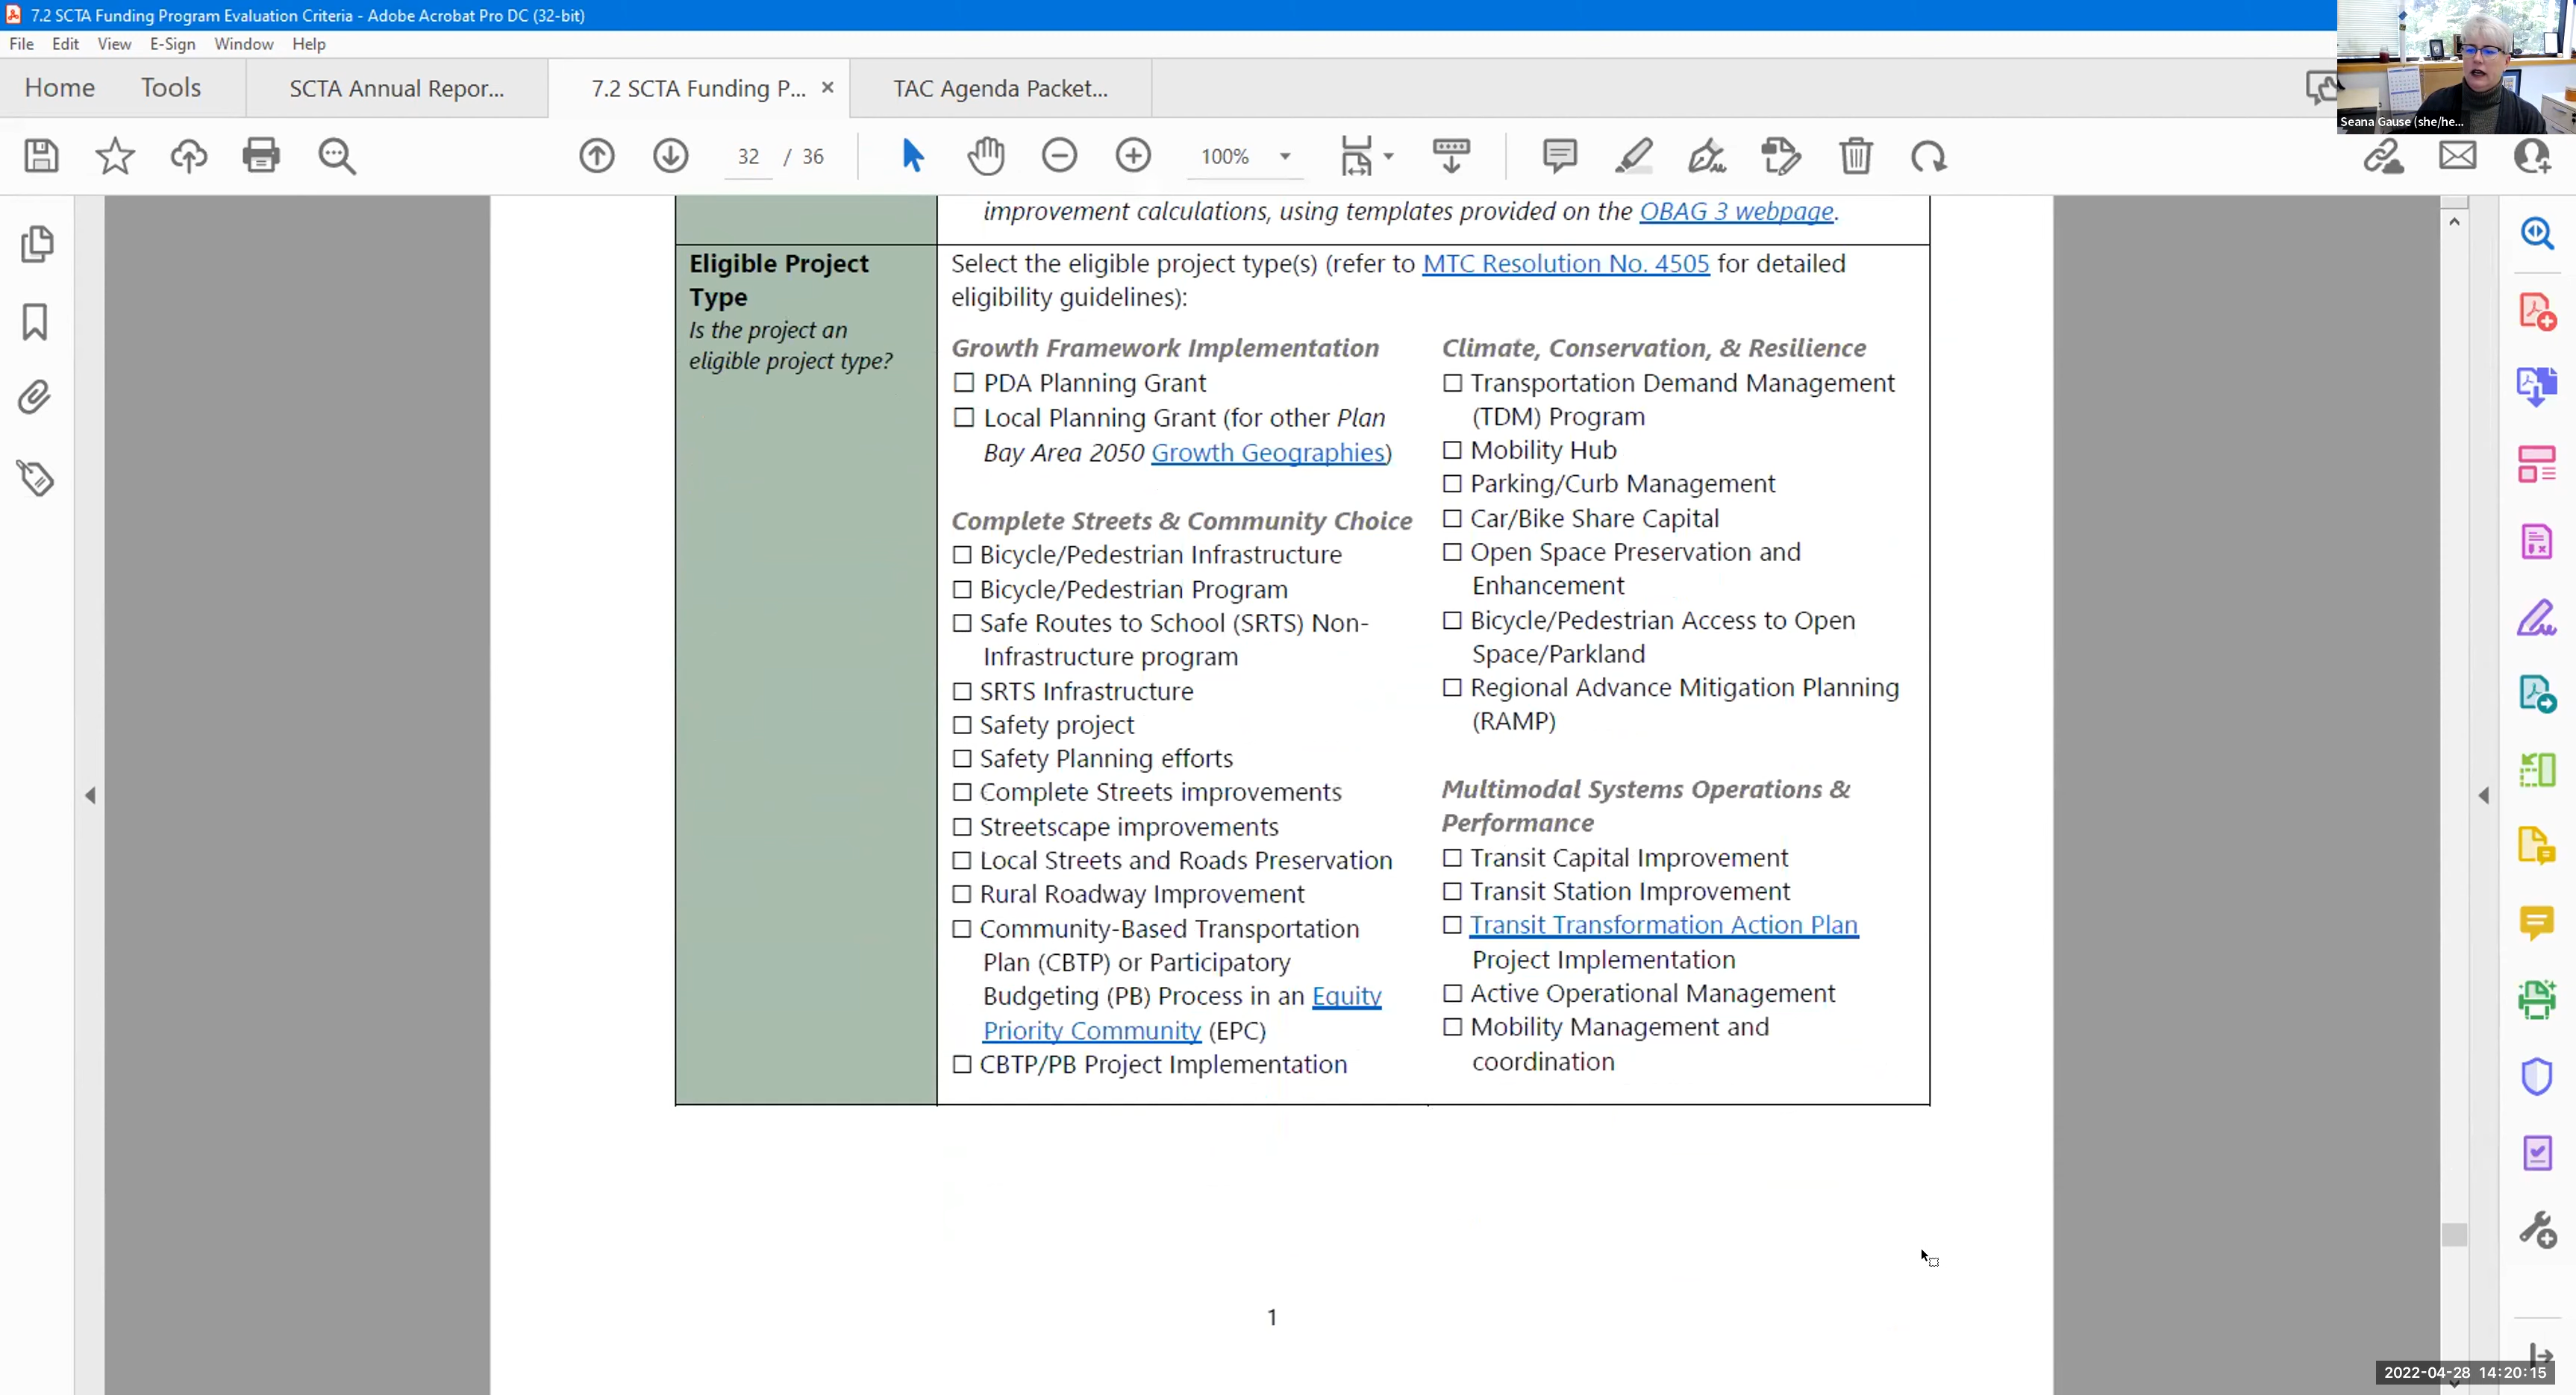 7.2 SCTA Funding Program Evaluation Criteria - Adobe Acrobat Pro DC (32-bit)
File Edit View E-Sign Window Help
Home Tools SCTA Annual Repor... 7.2 SCTA Funding P... × TAC Agenda Packet...
Seana Gause (she/he...
32 / 36 100%
improvement calculations, using templates provided on the OBAG 3 webpage.
Eligible Project
Type
Is the project an
eligible project type?
Select the eligible project type(s) (refer to MTC Resolution No. 4505 for detailed
eligibility guidelines):
Growth Framework Implementation
☐ PDA Planning Grant
☐ Local Planning Grant (for other Plan
Bay Area 2050 Growth Geographies)
Complete Streets & Community Choice
☐ Bicycle/Pedestrian Infrastructure
☐ Bicycle/Pedestrian Program
☐ Safe Routes to School (SRTS) Non-
Infrastructure program
☐ SRTS Infrastructure
☐ Safety project
☐ Safety Planning efforts
☐ Complete Streets improvements
☐ Streetscape improvements
☐ Local Streets and Roads Preservation
☐ Rural Roadway Improvement
☐ Community-Based Transportation
Plan (CBTP) or Participatory
Budgeting (PB) Process in an Equity
Priority Community (EPC)
☐ CBTP/PB Project Implementation
Climate, Conservation, & Resilience
☐ Transportation Demand Management
(TDM) Program
☐ Mobility Hub
☐ Parking/Curb Management
☐ Car/Bike Share Capital
☐ Open Space Preservation and
Enhancement
☐ Bicycle/Pedestrian Access to Open
Space/Parkland
☐ Regional Advance Mitigation Planning
(RAMP)
Multimodal Systems Operations &
Performance
☐ Transit Capital Improvement
☐ Transit Station Improvement
☐ Transit Transformation Action Plan
Project Implementation
☐ Active Operational Management
☐ Mobility Management and
coordination
1
2022-04-28 14:20:15